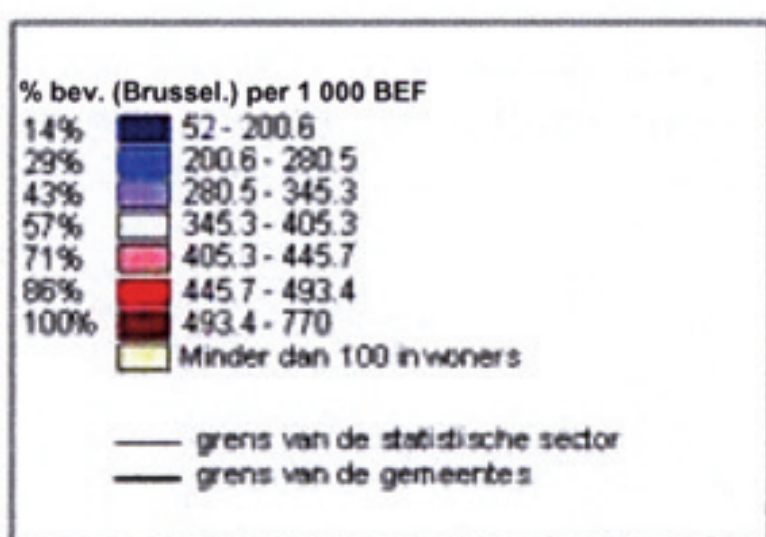 % bev. (Brussel.) per 1 000 BEF
14% 52 - 200.6
29% 200.6 - 280.5
43% 280.5 - 345.3
57% 345.3 - 405.3
71% 405.3 - 445.7
86% 445.7 - 493.4
100% 493.4 - 770
Minder dan 100 inwoners
grens van de statistische sector
grens van de gemeentes